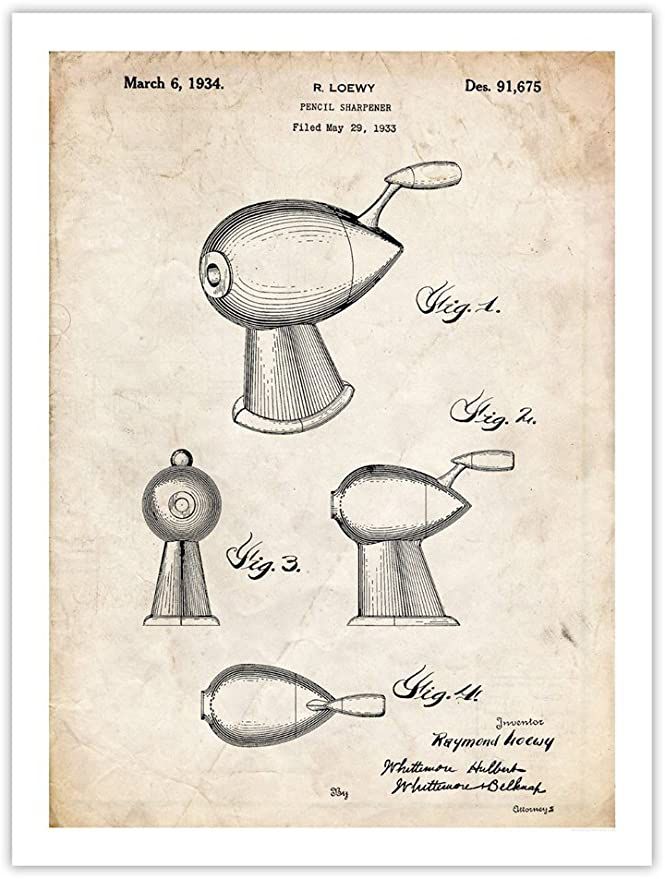 March 6, 1934.
R. LOEWY
Des. 91,675
PENCIL SHARPENER
Filed May 29, 1933
Fig. 1.
Fig. 2.
Fig. 3.
Fig. 4.
Inventor
Raymond Loewy
By
Whittemore Hulbert
Whittemore + Belknap
Attorneys